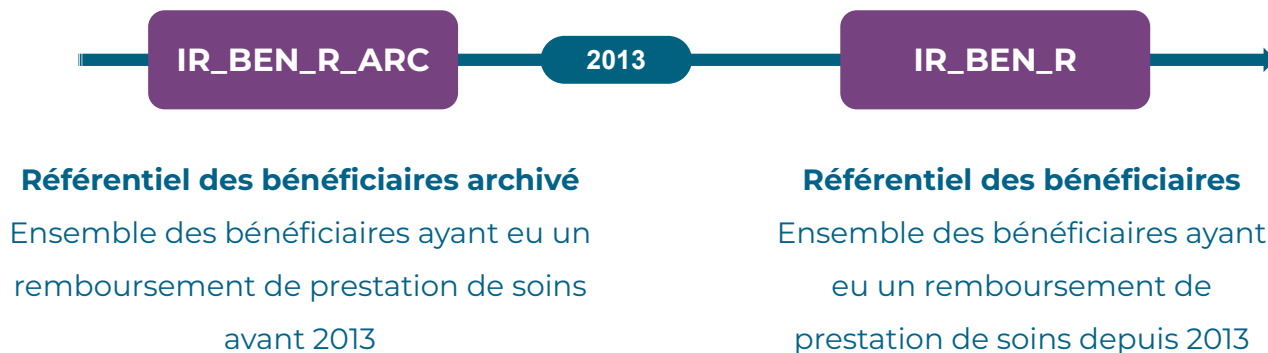 IR_BEN_R_ARC
2013
IR_BEN_R
Référentiel des bénéficiaires archivé
Ensemble des bénéficiaires ayant eu un
remboursement de prestation de soins
avant 2013
Référentiel des bénéficiaires
Ensemble des bénéficiaires ayant
eu un remboursement de
prestation de soins depuis 2013